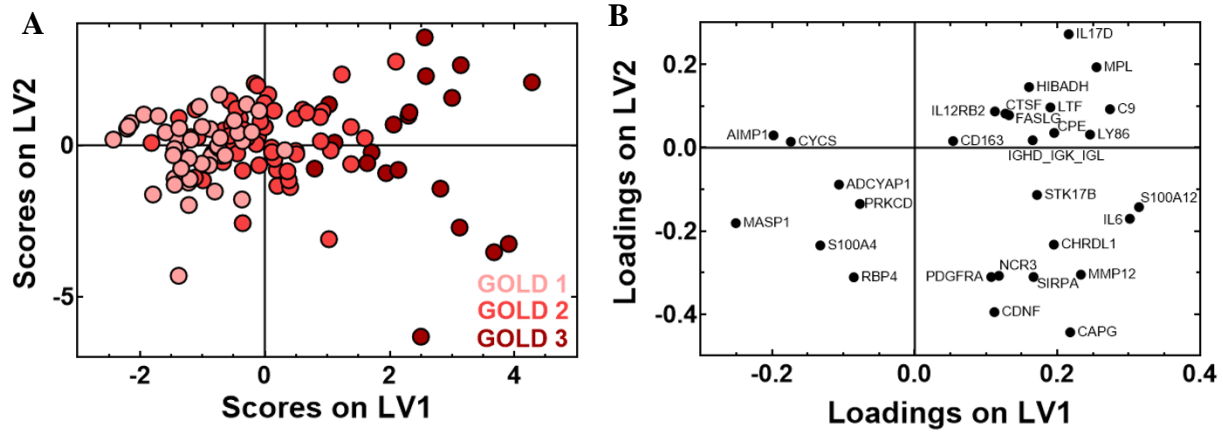 A
Scores on LV2
0
-5
-2
0
2
4
Scores on LV1
GOLD 1
GOLD 2
GOLD 3
B
Loadings on LV2
0.2
0.0
-0.2
-0.4
-0.2
0.0
0.2
0.4
Loadings on LV1
IL17D
MPL
HIBADH
IL12RB2
CTSF
LTF
C9
FASLG
CPE
AIMP1
CYCS
CD163
LY86
IGHD_IGK_IGL
ADCYAP1
PRKCD
STK17B
S100A12
MASP1
IL6
S100A4
CHRDL1
RBP4
PDGFRA
NCR3
SIRPA
MMP12
CDNF
CAPG